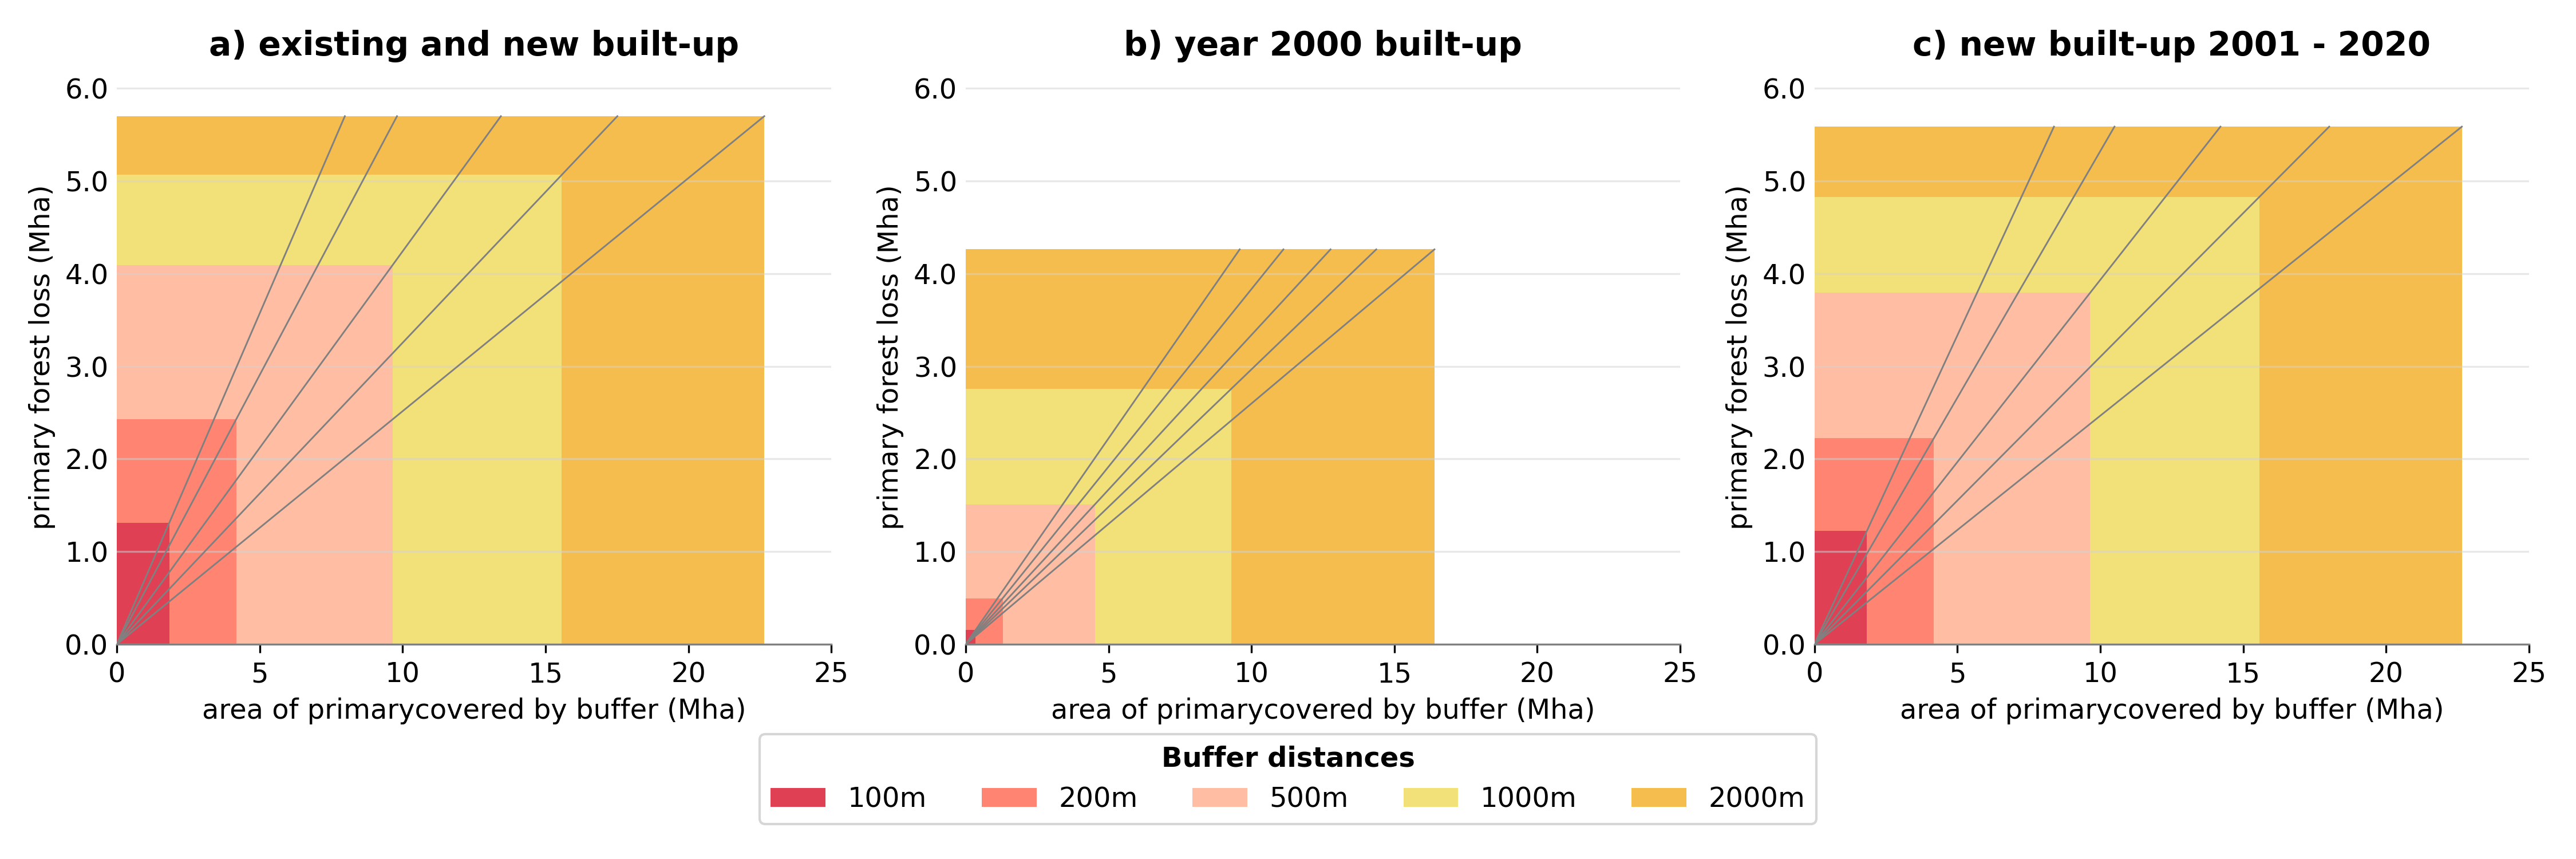 a) existing and new built-up
6.0
5.0
4.0
3.0
2.0
1.0
0.0
primary forest loss (Mha)
0 5 10 15 20 25
area of primarycovered by buffer (Mha)
b) year 2000 built-up
6.0
5.0
4.0
3.0
2.0
1.0
0.0
primary forest loss (Mha)
0 5 10 15 20 25
area of primarycovered by buffer (Mha)
c) new built-up 2001 - 2020
6.0
5.0
4.0
3.0
2.0
1.0
0.0
primary forest loss (Mha)
0 5 10 15 20 25
area of primarycovered by buffer (Mha)
Buffer distances
100m 200m 500m 1000m 2000m